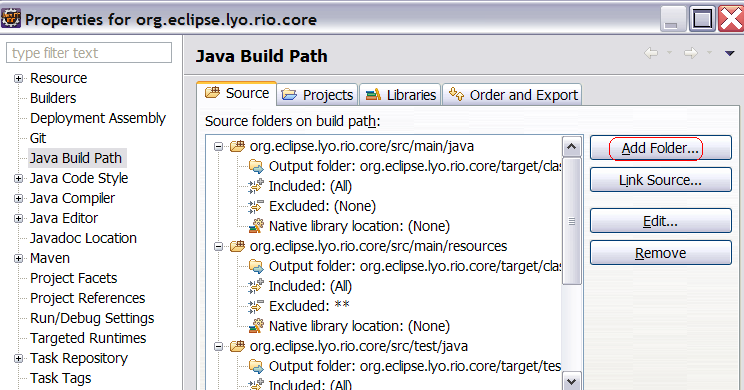 Properties for org.eclipse.lyo.rio.core
type filter text
Resource
Builders
Deployment Assembly
Git
Java Build Path
Java Code Style
Java Compiler
Java Editor
Javadoc Location
Maven
Project Facets
Project References
Run/Debug Settings
Targeted Runtimes
Task Repository
Task Tags
Java Build Path
Source Projects Libraries Order and Export
Source folders on build path:
org.eclipse.lyo.rio.core/src/main/java
Output folder: org.eclipse.lyo.rio.core/target/clas
Included: (All)
Excluded: (None)
Native library location: (None)
org.eclipse.lyo.rio.core/src/main/resources
Output folder: org.eclipse.lyo.rio.core/target/clas
Included: (All)
Excluded: **
Native library location: (None)
org.eclipse.lyo.rio.core/src/test/java
Output folder: org.eclipse.lyo.rio.core/target/tes
Included: (All)
Add Folder...
Link Source...
Edit...
Remove